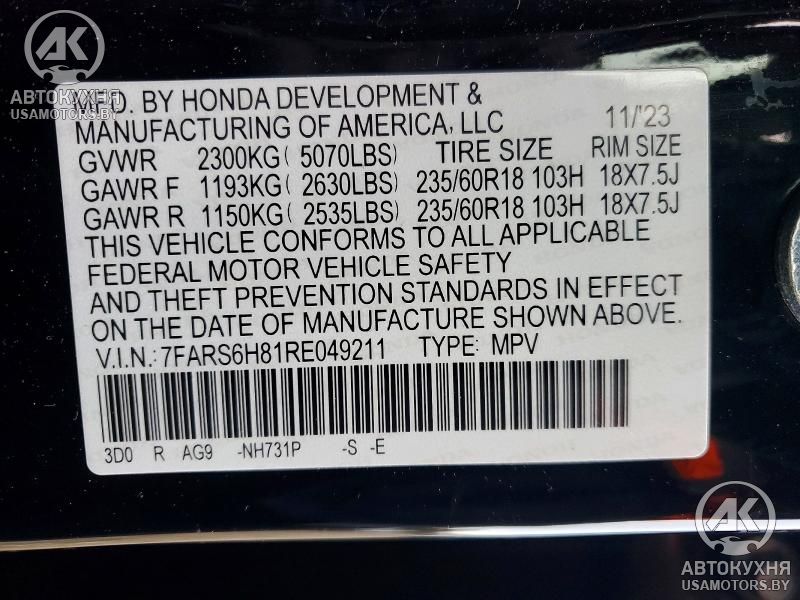 AK
АВТОКУХНЯ
USAMOTORS.BY
MFD. BY HONDA DEVELOPMENT &
MANUFACTURING OF AMERICA, LLC 11/'23
GVWR 2300KG( 5070LBS) TIRE SIZE RIM SIZE
GAWR F 1193KG( 2630LBS) 235/60R18 103H 18X7.5J
GAWR R 1150KG( 2535LBS) 235/60R18 103H 18X7.5J
THIS VEHICLE CONFORMS TO ALL APPLICABLE
FEDERAL MOTOR VEHICLE SAFETY
AND THEFT PREVENTION STANDARDS IN EFFECT
ON THE DATE OF MANUFACTURE SHOWN ABOVE.
V.I.N.: 7FARS6H81RE049211 TYPE: MPV
3D0 R AG9 -NH731P -S -E
AK
АВТОКУХНЯ
USAMOTORS.BY